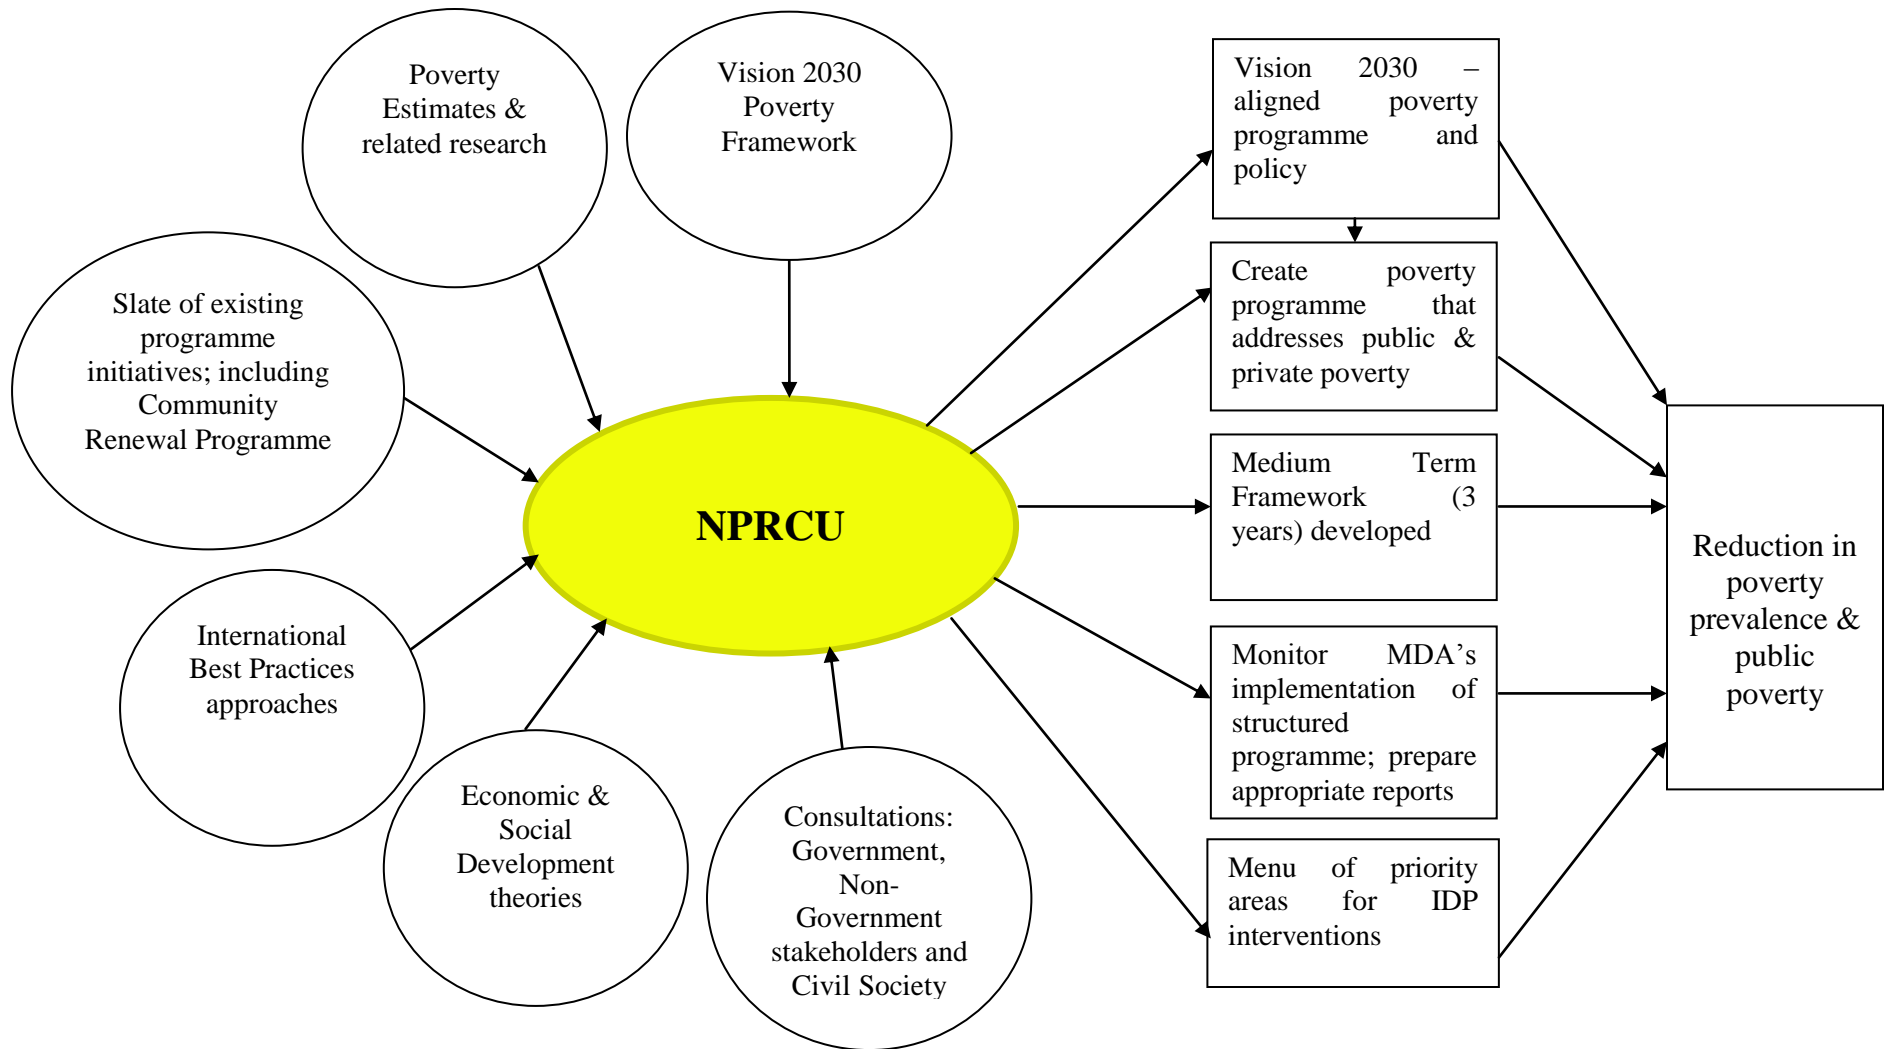 Poverty
Estimates &
related research
Vision 2030
Poverty
Framework
Slate of existing
programme
initiatives; including
Community
Renewal Programme
International
Best Practices
approaches
Economic &
Social
Development
theories
Consultations:
Government,
Non-
Government
stakeholders and
Civil Society
NPRCU
Vision 2030 –
aligned poverty
programme and
policy
Create poverty
programme that
addresses public &
private poverty
Medium Term
Framework (3
years) developed
Monitor MDA's
implementation of
structured
programme; prepare
appropriate reports
Menu of priority
areas for IDP
interventions
Reduction in
poverty
prevalence &
public
poverty